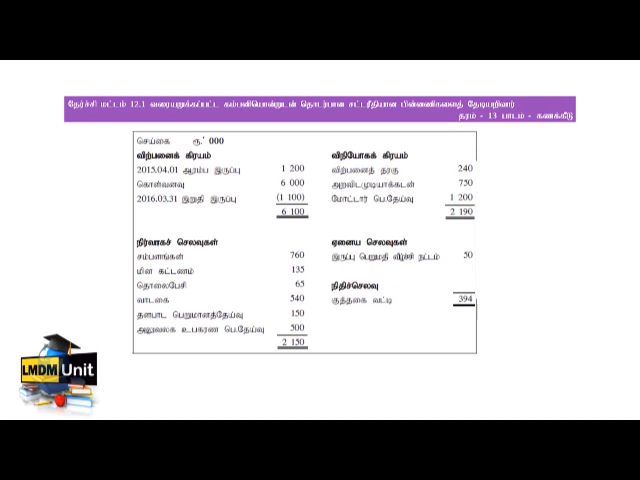 தேர்ச்சி மட்டம் 12.1 வரையறுக்கப்பட்ட கம்பனியொன்றுடன் தொடர்பான சட்டரீதியான பின்னணிகளைத் தேடியறிவார்
தரம் - 13 பாடம் - கணக்கீடு
செய்கை ரூ.' 000
விற்பனைக் கிரயம்
2015.04.01 ஆரம்ப இருப்பு 1 200
கொள்வனவு 6 000
2016.03.31 இறுதி இருப்பு (1 100)
6 100
விநியோகக் கிரயம்
விற்பனைத் தரகு 240
அறவிடமுடியாக்கடன் 750
மோட்டார் பெ.தேய்வு 1 200
2 190
நிர்வாகச் செலவுகள்
சம்பளங்கள் 760
மின் கட்டணம் 135
தொலைபேசி 65
வாடகை 540
தளபாட பெறுமானத்தேய்வு 150
அலுவலக உபகரண பெ.தேய்வு 500
2 150
ஏனைய செலவுகள்
இருப்பு பெறுமதி வீழ்ச்சி நட்டம் 50
நிதிச்செலவு
குத்தகை வட்டி 394
LMDM Unit